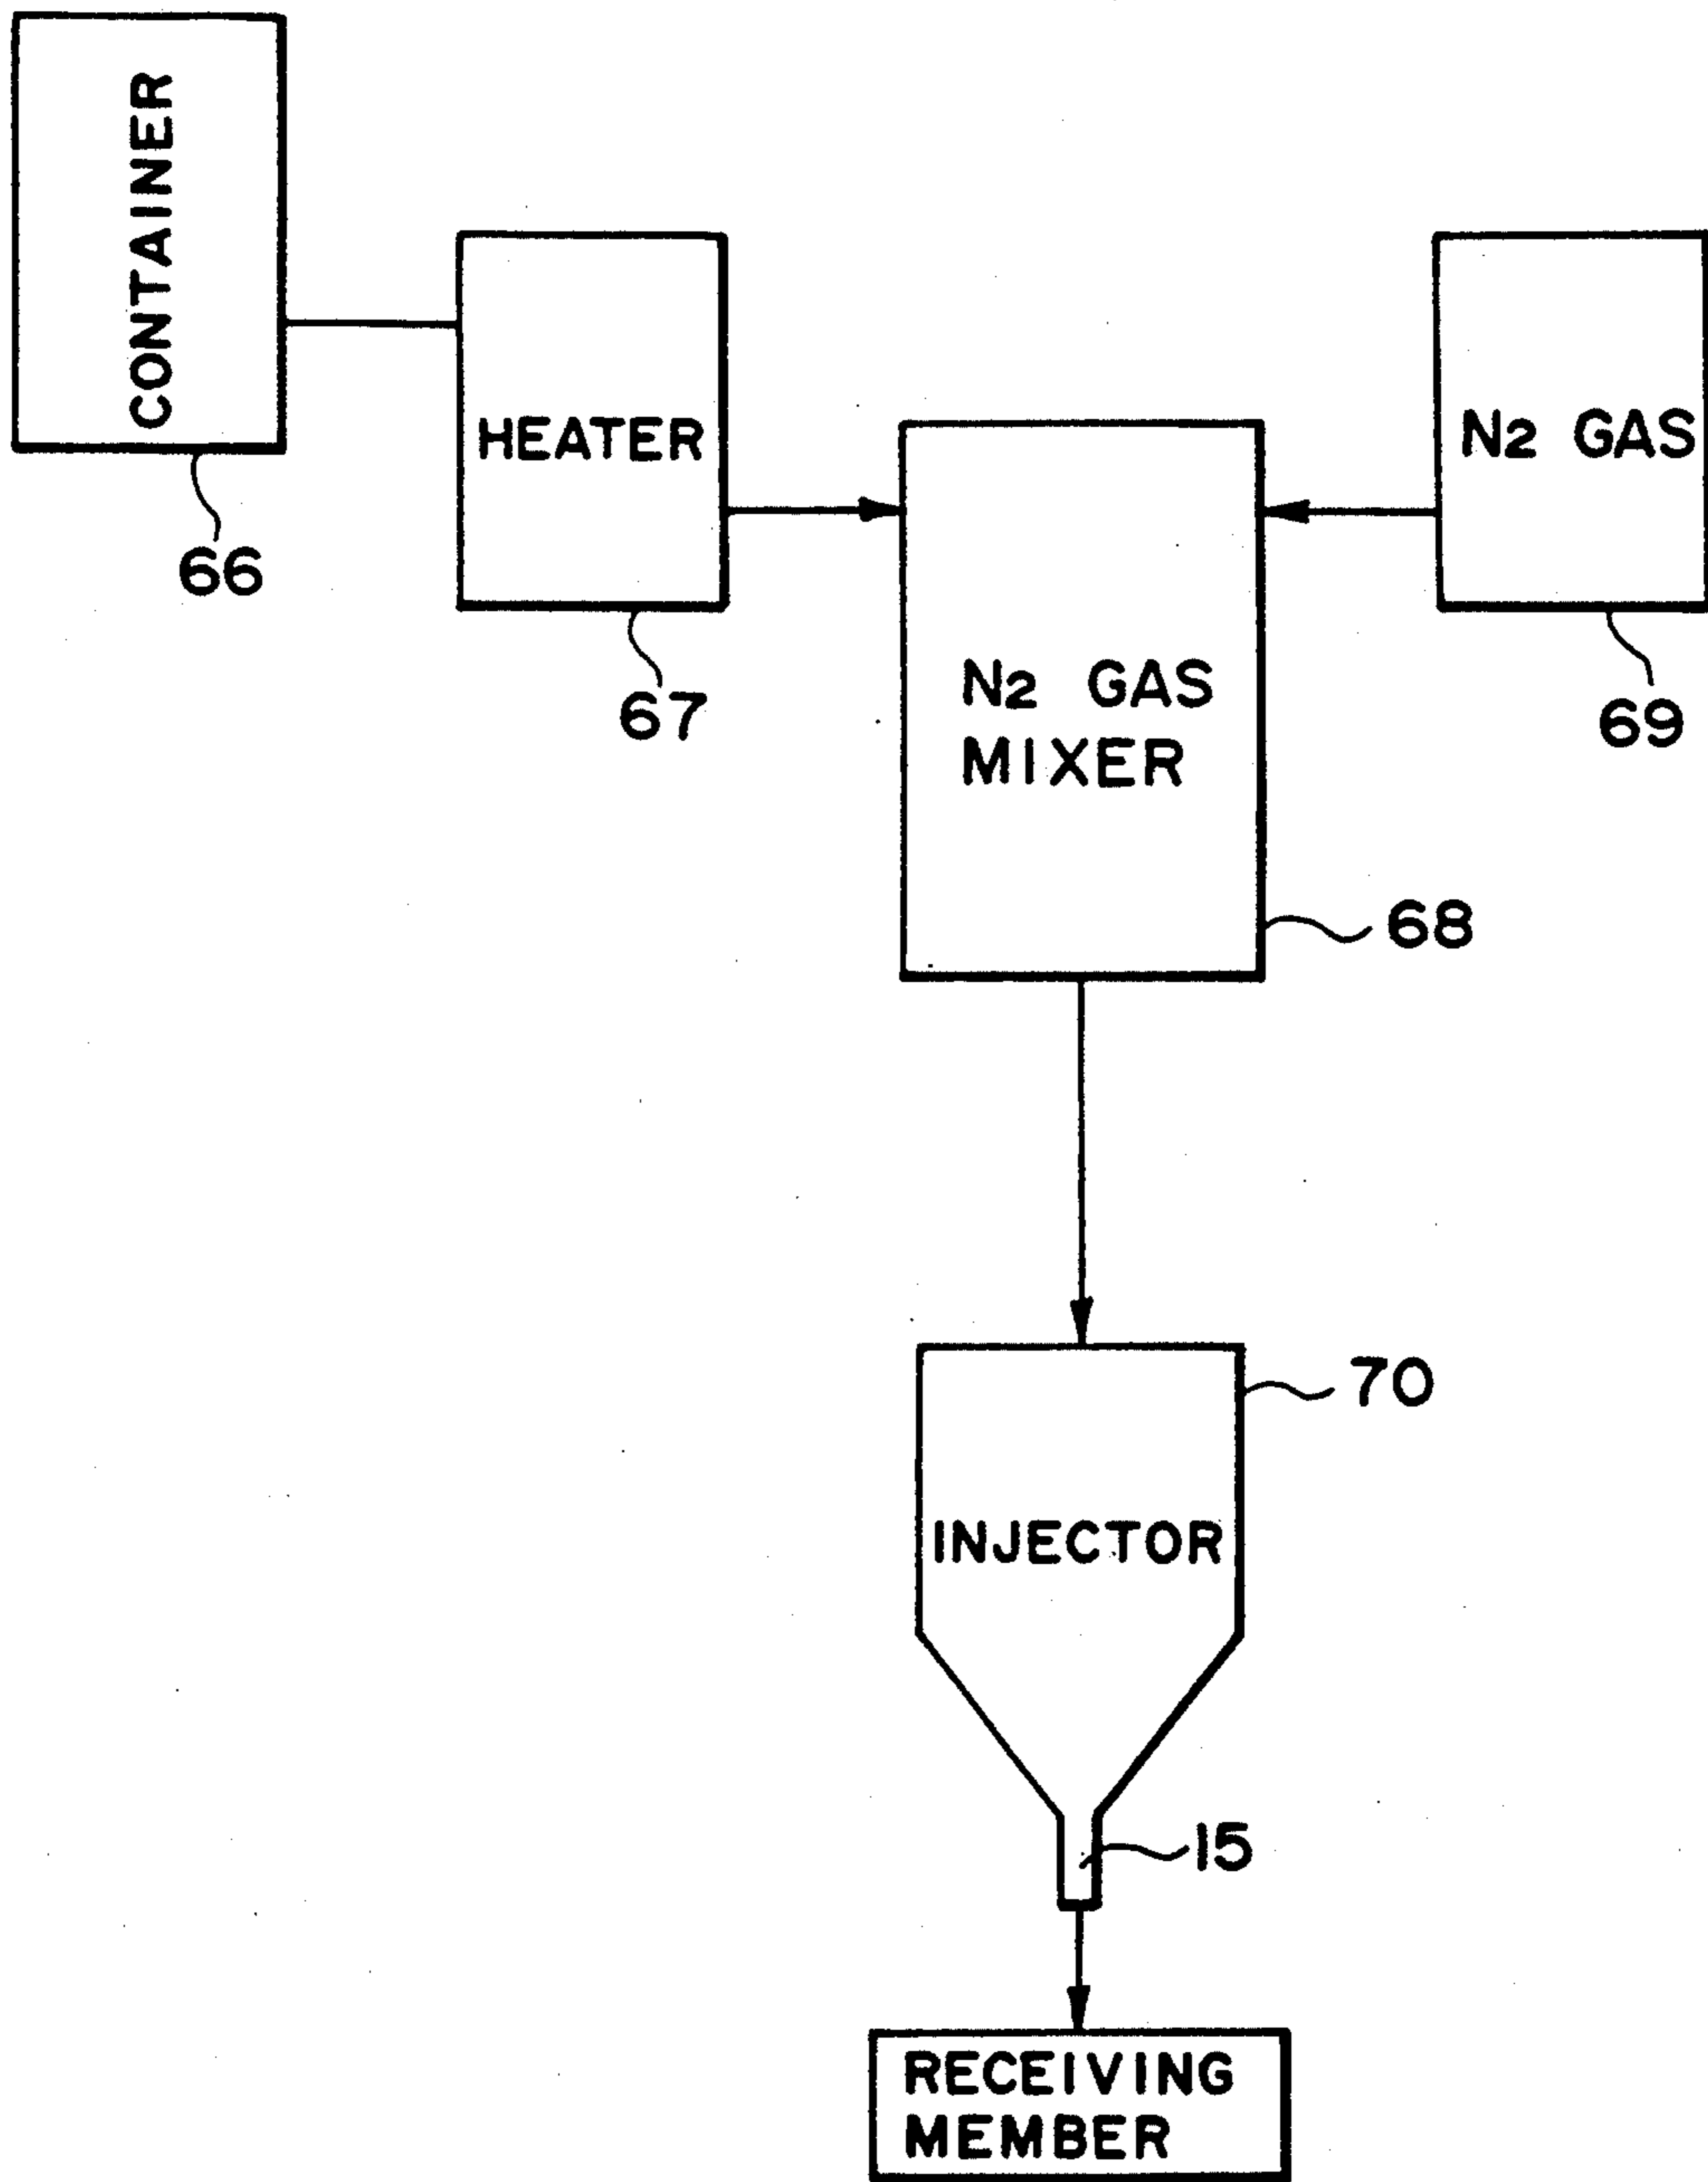 CONTAINER
66
HEATER
67
N2 GAS
MIXER
68
N2 GAS
69
INJECTOR
70
15
RECEIVING
MEMBER